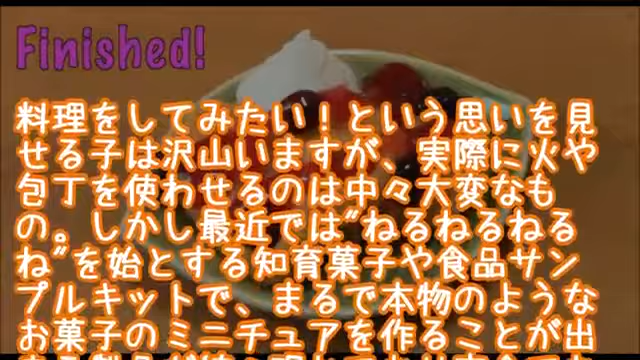 Finished!
料理をしてみたい！という思いを見
せる子は沢山いますが、実際に火や
包丁を使わせるのは中々大変なも
の。しかし最近では”ねるねるねる
ね”を始とする知育菓子や食品サン
プルキットで、まるで本物のような
お菓子のミニチュアを作ることが出